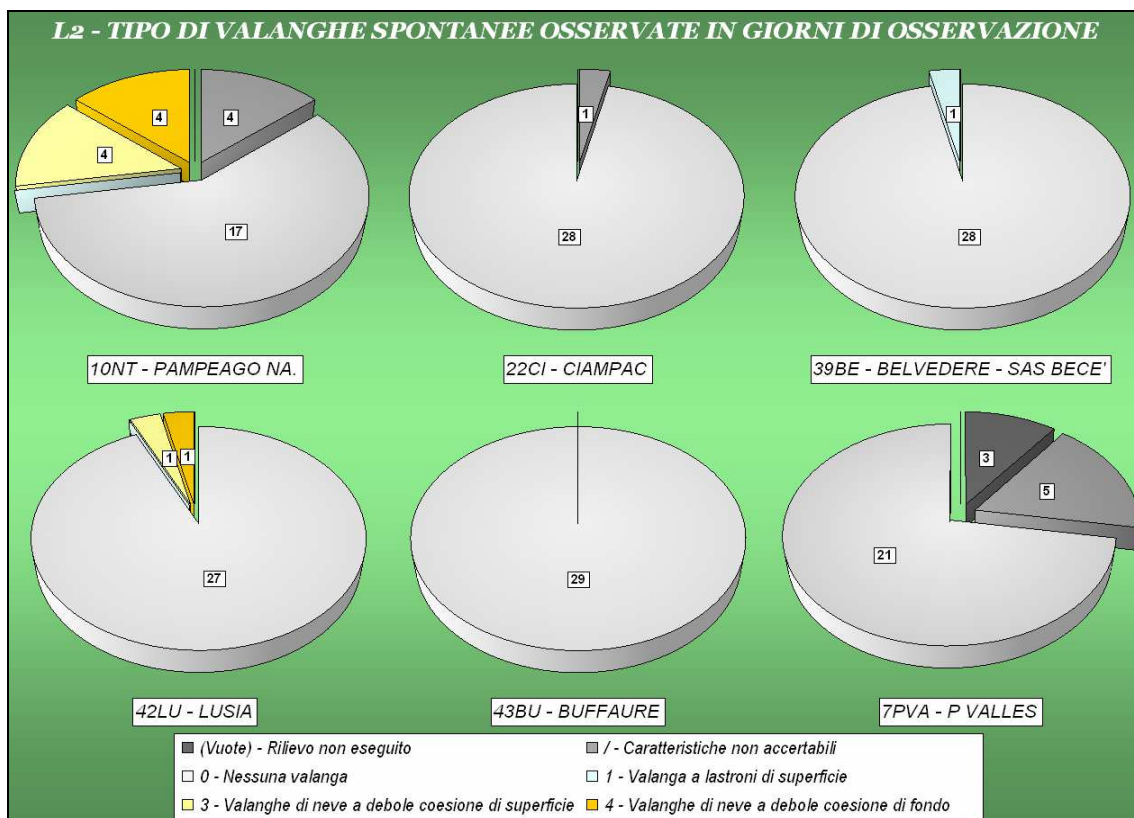 L2 - TIPO DI VALANGHE SPONTANEE OSSERVATE IN GIORNI DI OSSERVAZIONE
4 4
4
17
1
28
1
28
10NT - PAMPEAGO NA.
22CI - CIAMPAC
39BE - BELVEDERE - SAS BECE'
1 1
27
29
3
5
21
42LU - LUSIA
43BU - BUFFAURE
7PVA - P VALLES
(Vuote) - Rilievo non eseguito
/ - Caratteristiche non accertabili
0 - Nessuna valanga
1 - Valanga a lastroni di superficie
3 - Valanghe di neve a debole coesione di superficie
4 - Valanghe di neve a debole coesione di fondo